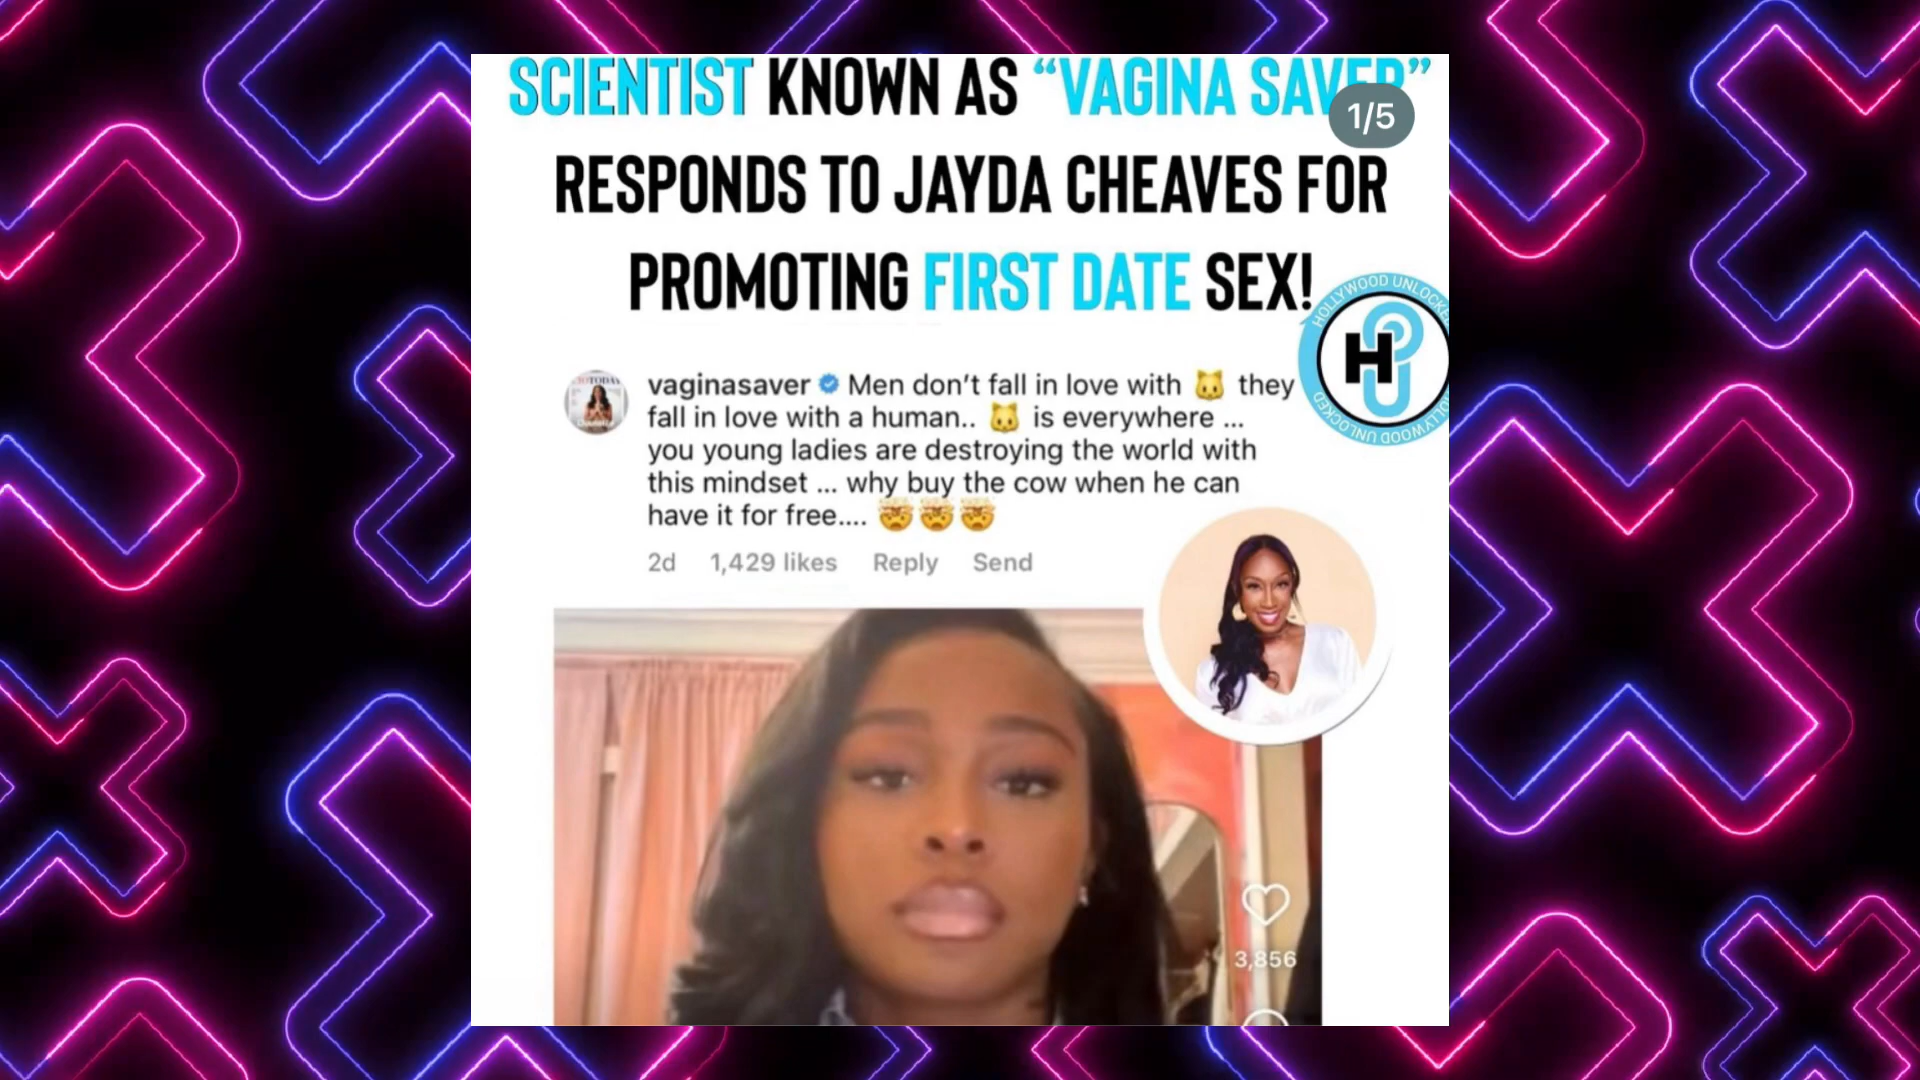 SCIENTIST KNOWN AS “VAGINA SAVER”
1/5
RESPONDS TO JAYDA CHEAVES FOR
PROMOTING FIRST DATE SEX!
HOLLYWOOD UNLOCKED
H
HOLLYWOOD UNLOCKED
vaginasaver Men don’t fall in love with 🐱 they
fall in love with a human.. 🐱 is everywhere ...
you young ladies are destroying the world with
this mindset ... why buy the cow when he can
have it for free.... 🤯🤯🤯
2d 1,429 likes Reply Send
3,856